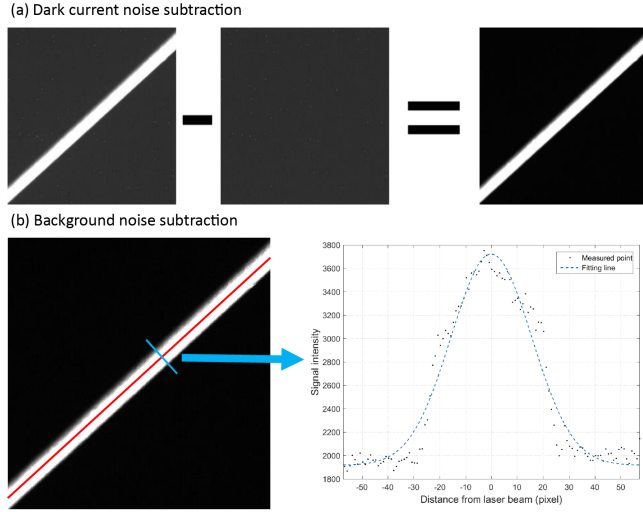 (a) Dark current noise subtraction
(b) Background noise subtraction
3800
3600
3400
3200
3000
2800
2600
2400
2200
2000
1800
Signal intensity
Measured point
Fitting line
-50 -40 -30 -20 -10 0 10 20 30 40 50
Distance from laser beam (pixel)